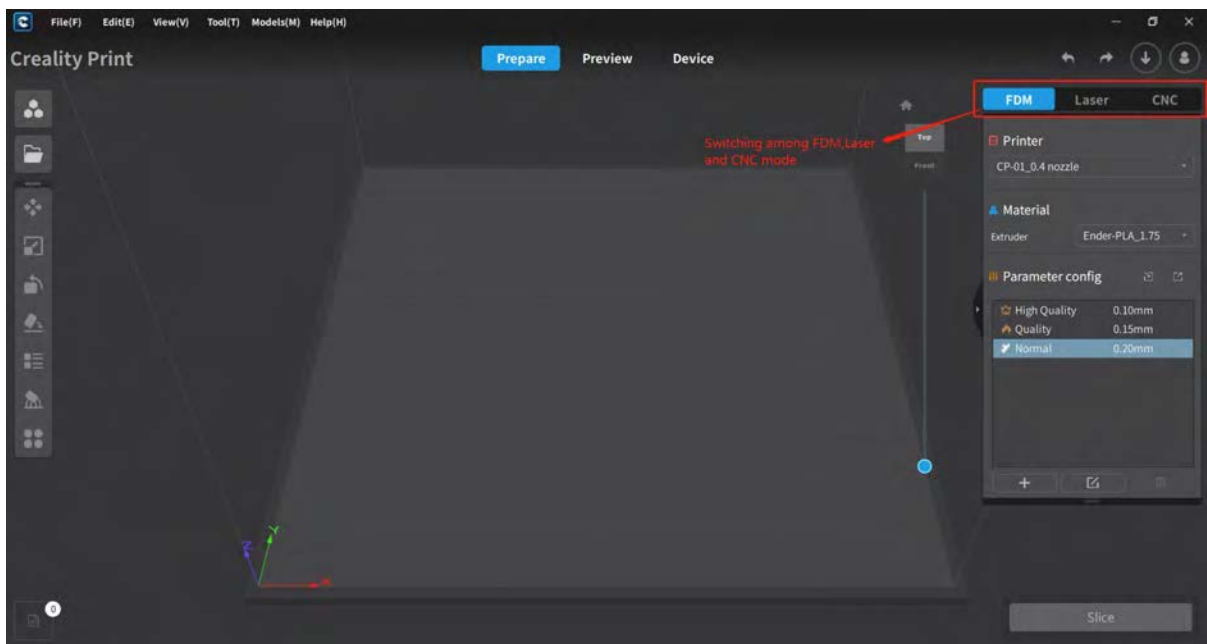 File(F) Edit(E) View(V) Tool(T) Models(M) Help(H)
Creality Print
Prepare Preview Device
FDM Laser CNC
Switching among FDM,Laser
and CNC mode
Top
Front
Printer
CP-01_0.4 nozzle
Material
Extruder Ender-PLA_1.75
Parameter config
High Quality 0.10mm
Quality 0.15mm
Normal 0.20mm
Z Y X
0
Slice